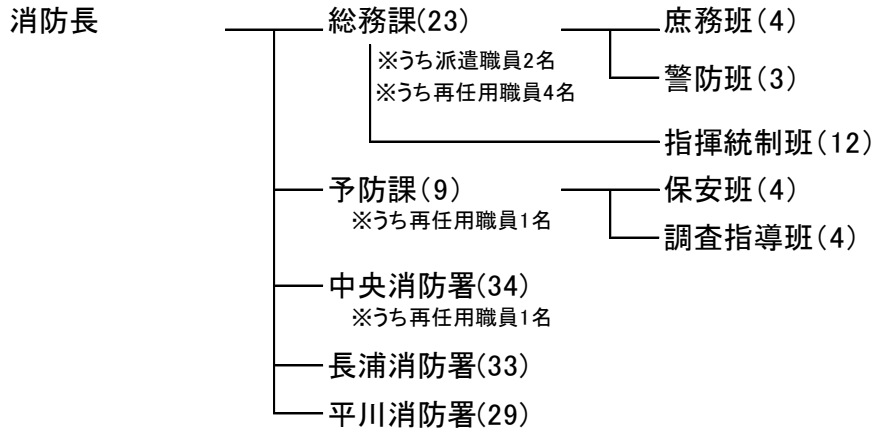 消防長 総務課(23) 庶務班(4)
※うち派遣職員2名
警防班(3)
※うち再任用職員4名
指揮統制班(12)
予防課(9) 保安班(4)
※うち再任用職員1名
調査指導班(4)
中央消防署(34)
※うち再任用職員1名
長浦消防署(33)
平川消防署(29)